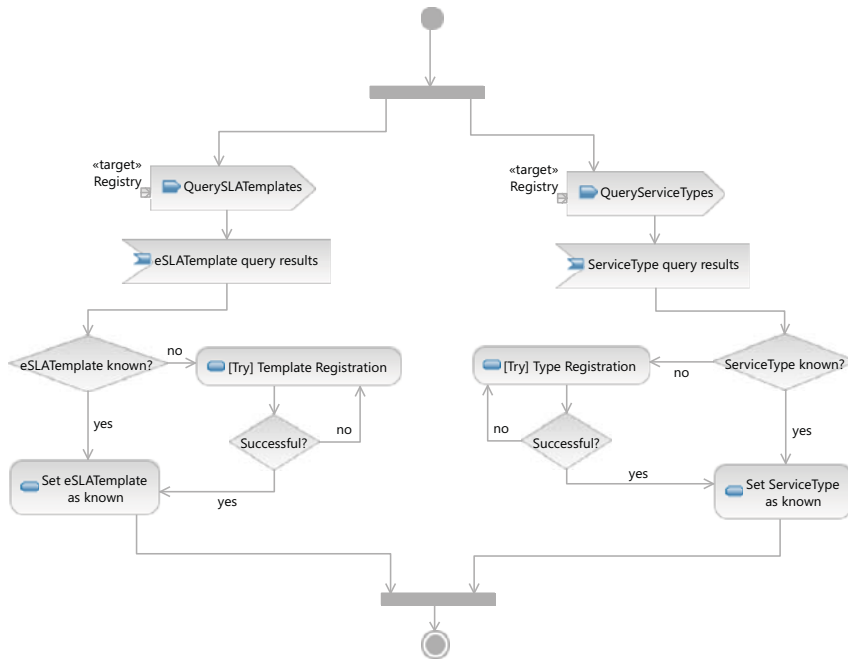 «target»
Registry
QuerySLATemplates
«target»
Registry
QueryServiceTypes
eSLATemplate query results
ServiceType query results
eSLATemplate known?
no
[Try] Template Registration
[Try] Type Registration
no
ServiceType known?
yes
Successful?
no
no
Successful?
yes
Set eSLATemplate
as known
yes
yes
Set ServiceType
as known